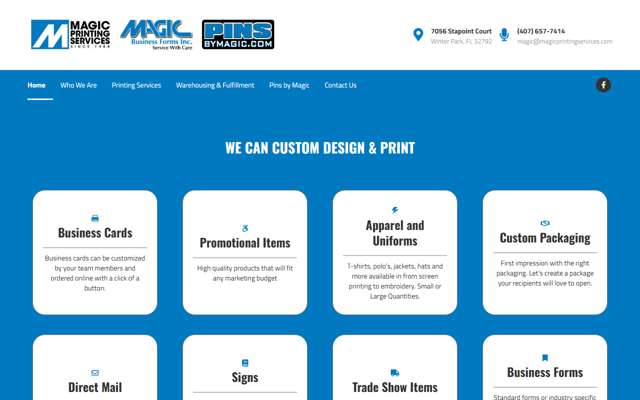 MAGIC
PRINTING
SERVICES
SINCE 1988
MAGIC
Business Forms Inc.
Service With Care
PINS
BYMAGIC.COM
7056 Stapoint Court
Winter Park, FL 32792
(407) 657-7414
magic@magicprintingservices.com
Home
Who We Are
Printing Services
Warehousing & Fulfillment
Pins by Magic
Contact Us
WE CAN CUSTOM DESIGN & PRINT
Business Cards
Business cards can be customized
by your team members and
ordered online with a click of a
button.
Promotional Items
High quality products that will fit
any marketing budget
Apparel and
Uniforms
T-shirts, polo's, jackets, hats and
more available in from screen
printing to embroidery. Small or
Large Quantities.
Custom Packaging
First impression with the right
packaging. Let's create a package
your recipients will love to open.
Direct Mail
Signs
Trade Show Items
Business Forms
Standard forms or industry specific